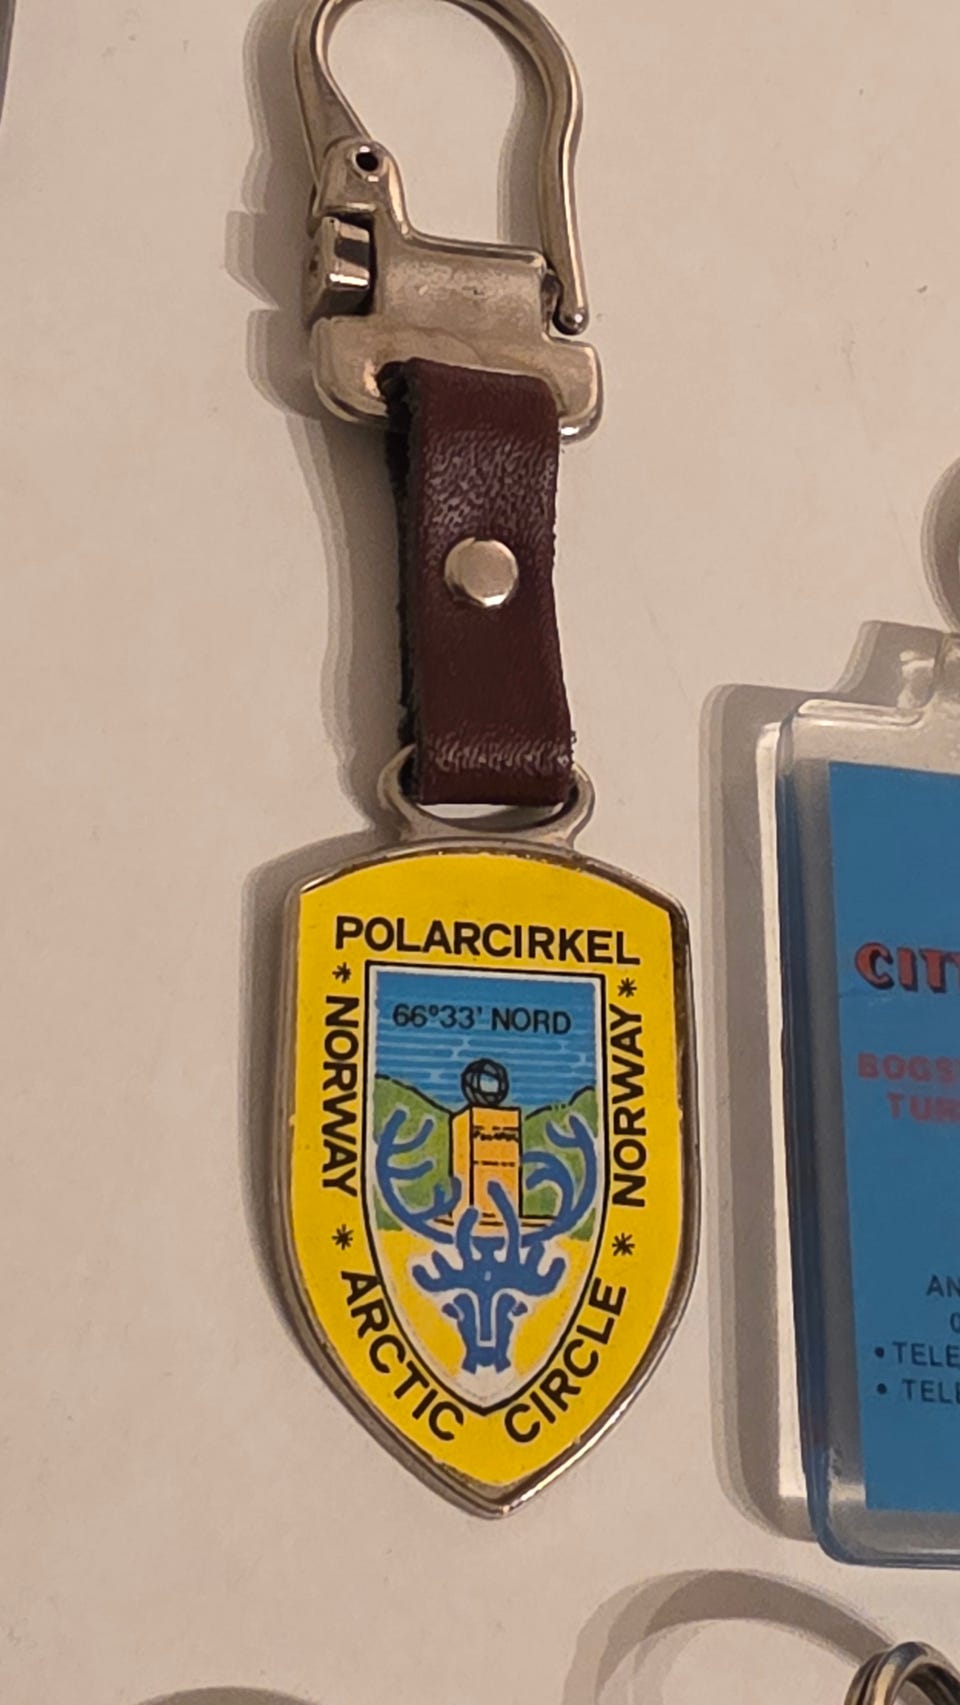 POLARCIRKEL
* NORWAY *
* NORWAY *
66°33' NORD
ARCTIC CIRCLE
CIT
BOGS
TUR
AN
• TELE
• TELE